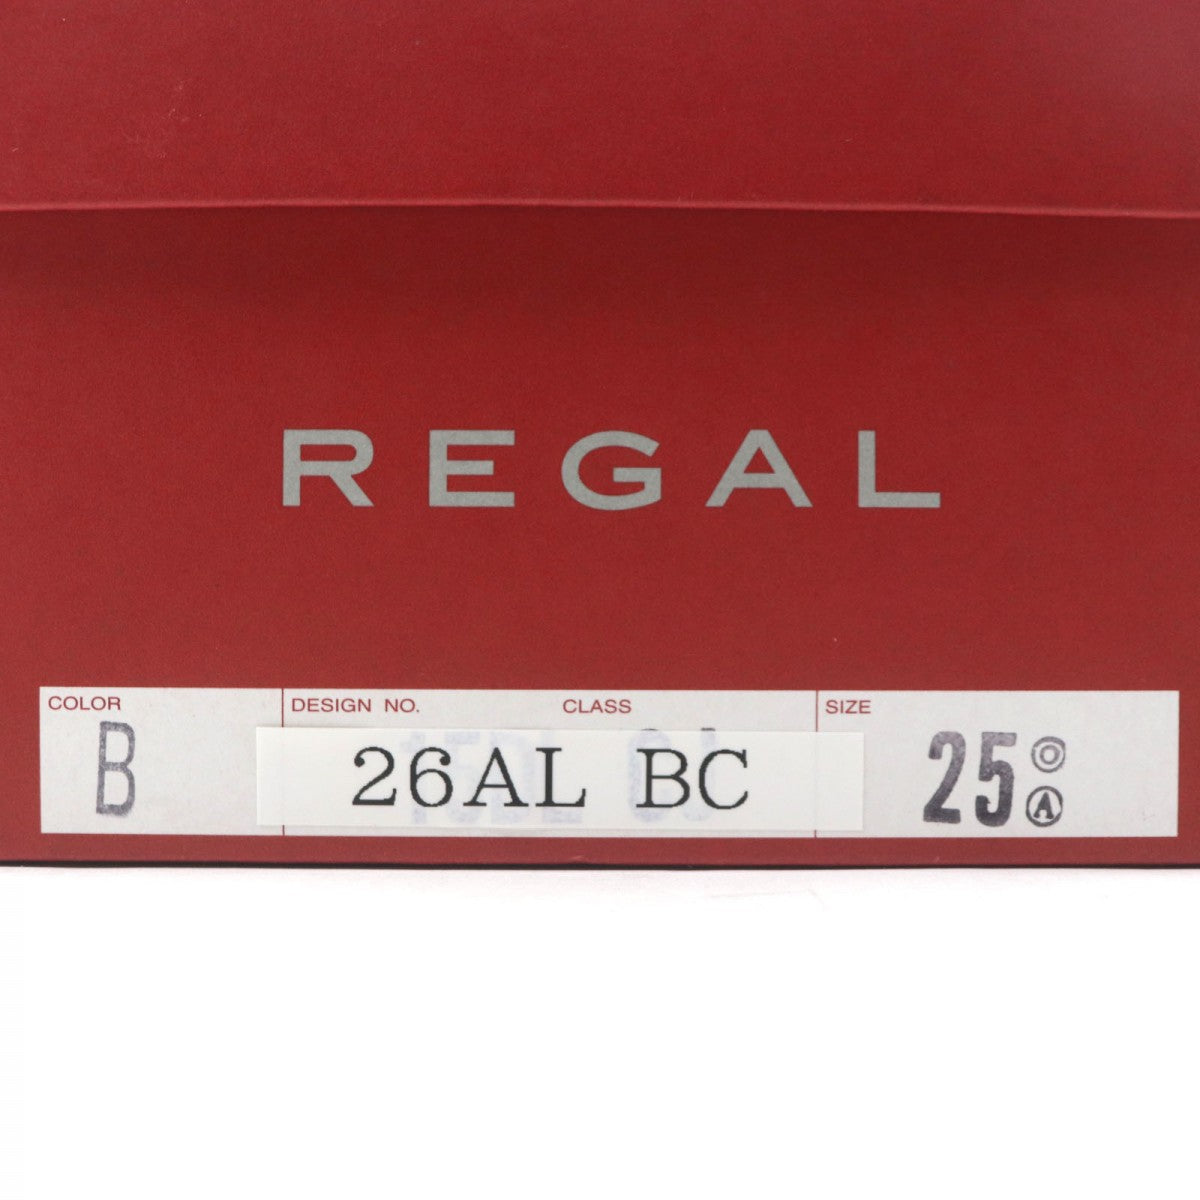 REGAL
COLOR DESIGN NO. CLASS SIZE
B 26AL BC 25 ◎
Ⓐ